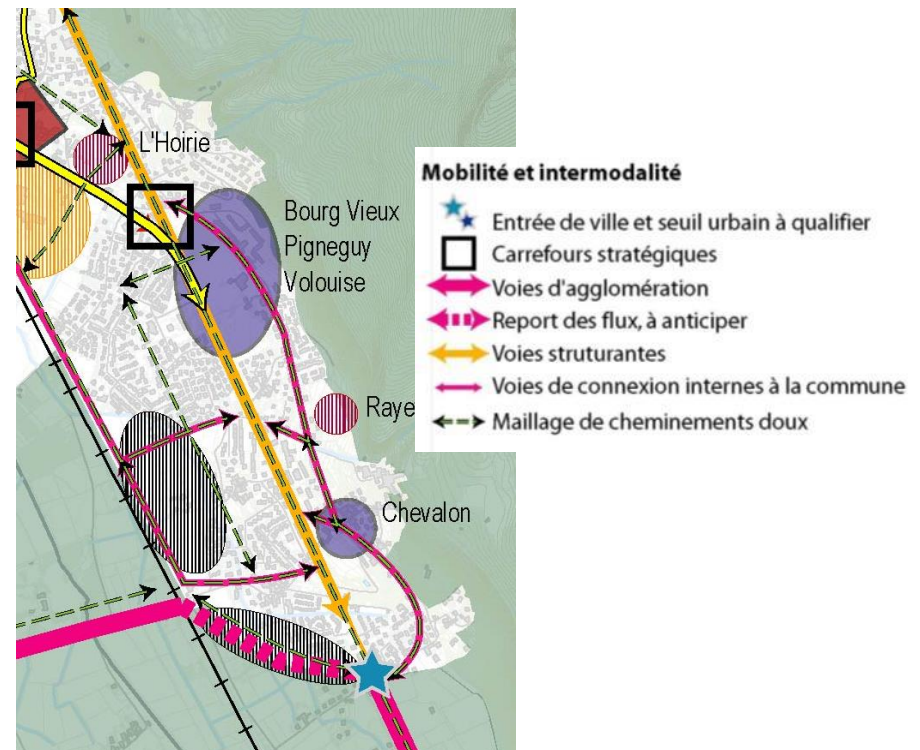 L'Hoirie
Bourg Vieux
Pigneguy
Volouise
Raye
Chevalon
Mobilité et intermodalité
Entrée de ville et seuil urbain à qualifier
Carrefours stratégiques
Voies d'agglomération
Report des flux, à anticiper
Voies struturantes
Voies de connexion internes à la commune
Maillage de cheminements doux